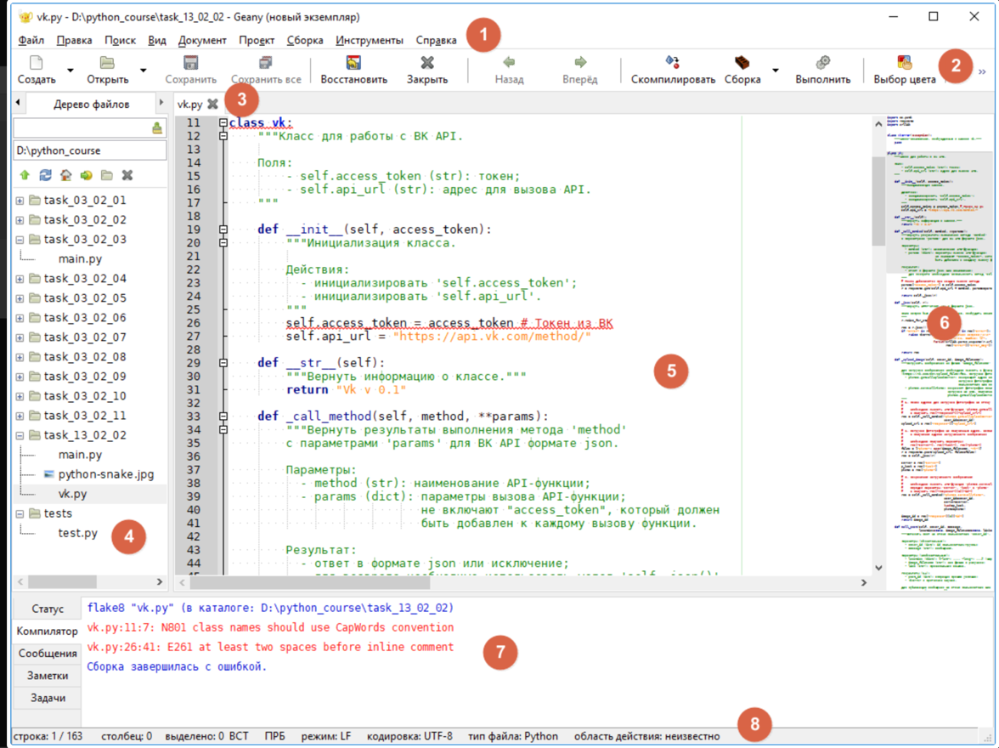 vk.py - D:\python_course\task_13_02_02 - Geany (новый экземпляр)
Файл Правка Поиск Вид Документ Проект Сборка Инструменты Справка 1
Создать Открыть Сохранить Сохранить все Восстановить Закрыть Назад Вперёд Скомпилировать Сборка Выполнить Выбор цвета 2 »
Дерево файлов
vk.py 3
D:\python_course
task_03_02_01
task_03_02_02
task_03_02_03
main.py
task_03_02_04
task_03_02_05
task_03_02_06
task_03_02_07
task_03_02_08
task_03_02_09
task_03_02_10
task_03_02_11
task_13_02_02
main.py
python-snake.jpg
vk.py
tests
test.py
4
11 class vk:
12 """Класс для работы с ВК API.
13
14 Поля:
15 - self.access_token (str): токен;
16 - self.api_url (str): адрес для вызова API.
17 """
18
19 def __init__(self, access_token):
20 """Инициализация класса.
21
22 Действия:
23 - инициализировать 'self.access_token';
24 - инициализировать 'self.api_url'.
25 """
26 self.access_token = access_token # Токен из ВК
27 self.api_url = "https://api.vk.com/method/"
28
29 def __str__(self):
30 """Вернуть информацию о классе."""
31 return "Vk v 0.1"
32
33 def _call_method(self, method, **params):
34 """Вернуть результаты выполнения метода 'method'
35 с параметрами 'params' для ВК API формате json.
36
37 Параметры:
38 - method (str): наименование API-функции;
39 - params (dict): параметры вызова API-функции;
40 не включают "access_token", который должен
41 быть добавлен к каждому вызову функции.
42
43 Результат:
44 - ответ в формате json или исключение;
5
6
Статус
Компилятор
Сообщения
Заметки
Задачи
flake8 "vk.py" (в каталоге: D:\python_course\task_13_02_02)
vk.py:11:7: N801 class names should use CapWords convention
vk.py:26:41: E261 at least two spaces before inline comment
Сборка завершилась с ошибкой.
7
строка: 1 / 163 столбец: 0 выделено: 0 ВСТ ПРБ режим: LF кодировка: UTF-8 тип файла: Python область действия: неизвестно 8